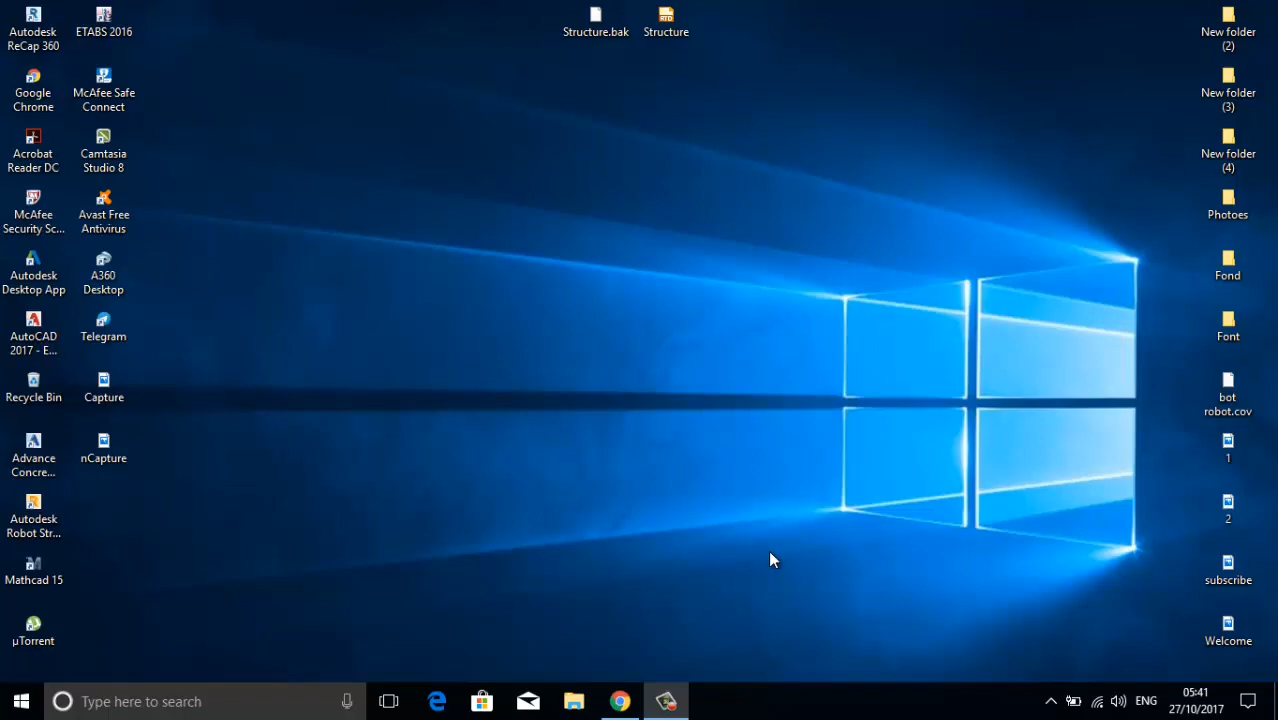 Autodesk
ReCap 360
ETABS 2016
Structure.bak
Structure
New folder
(2)
Google
Chrome
McAfee Safe
Connect
New folder
(3)
Acrobat
Reader DC
Camtasia
Studio 8
New folder
(4)
McAfee
Security Sc...
Avast Free
Antivirus
Photoes
Autodesk
Desktop App
A360
Desktop
Fond
AutoCAD
2017 - E...
Telegram
Font
Recycle Bin
Capture
bot
robot.cov
Advance
Concre...
nCapture
1
Autodesk
Robot Str...
2
Mathcad 15
subscribe
µTorrent
Welcome
Type here to search
ENG
05:41
27/10/2017